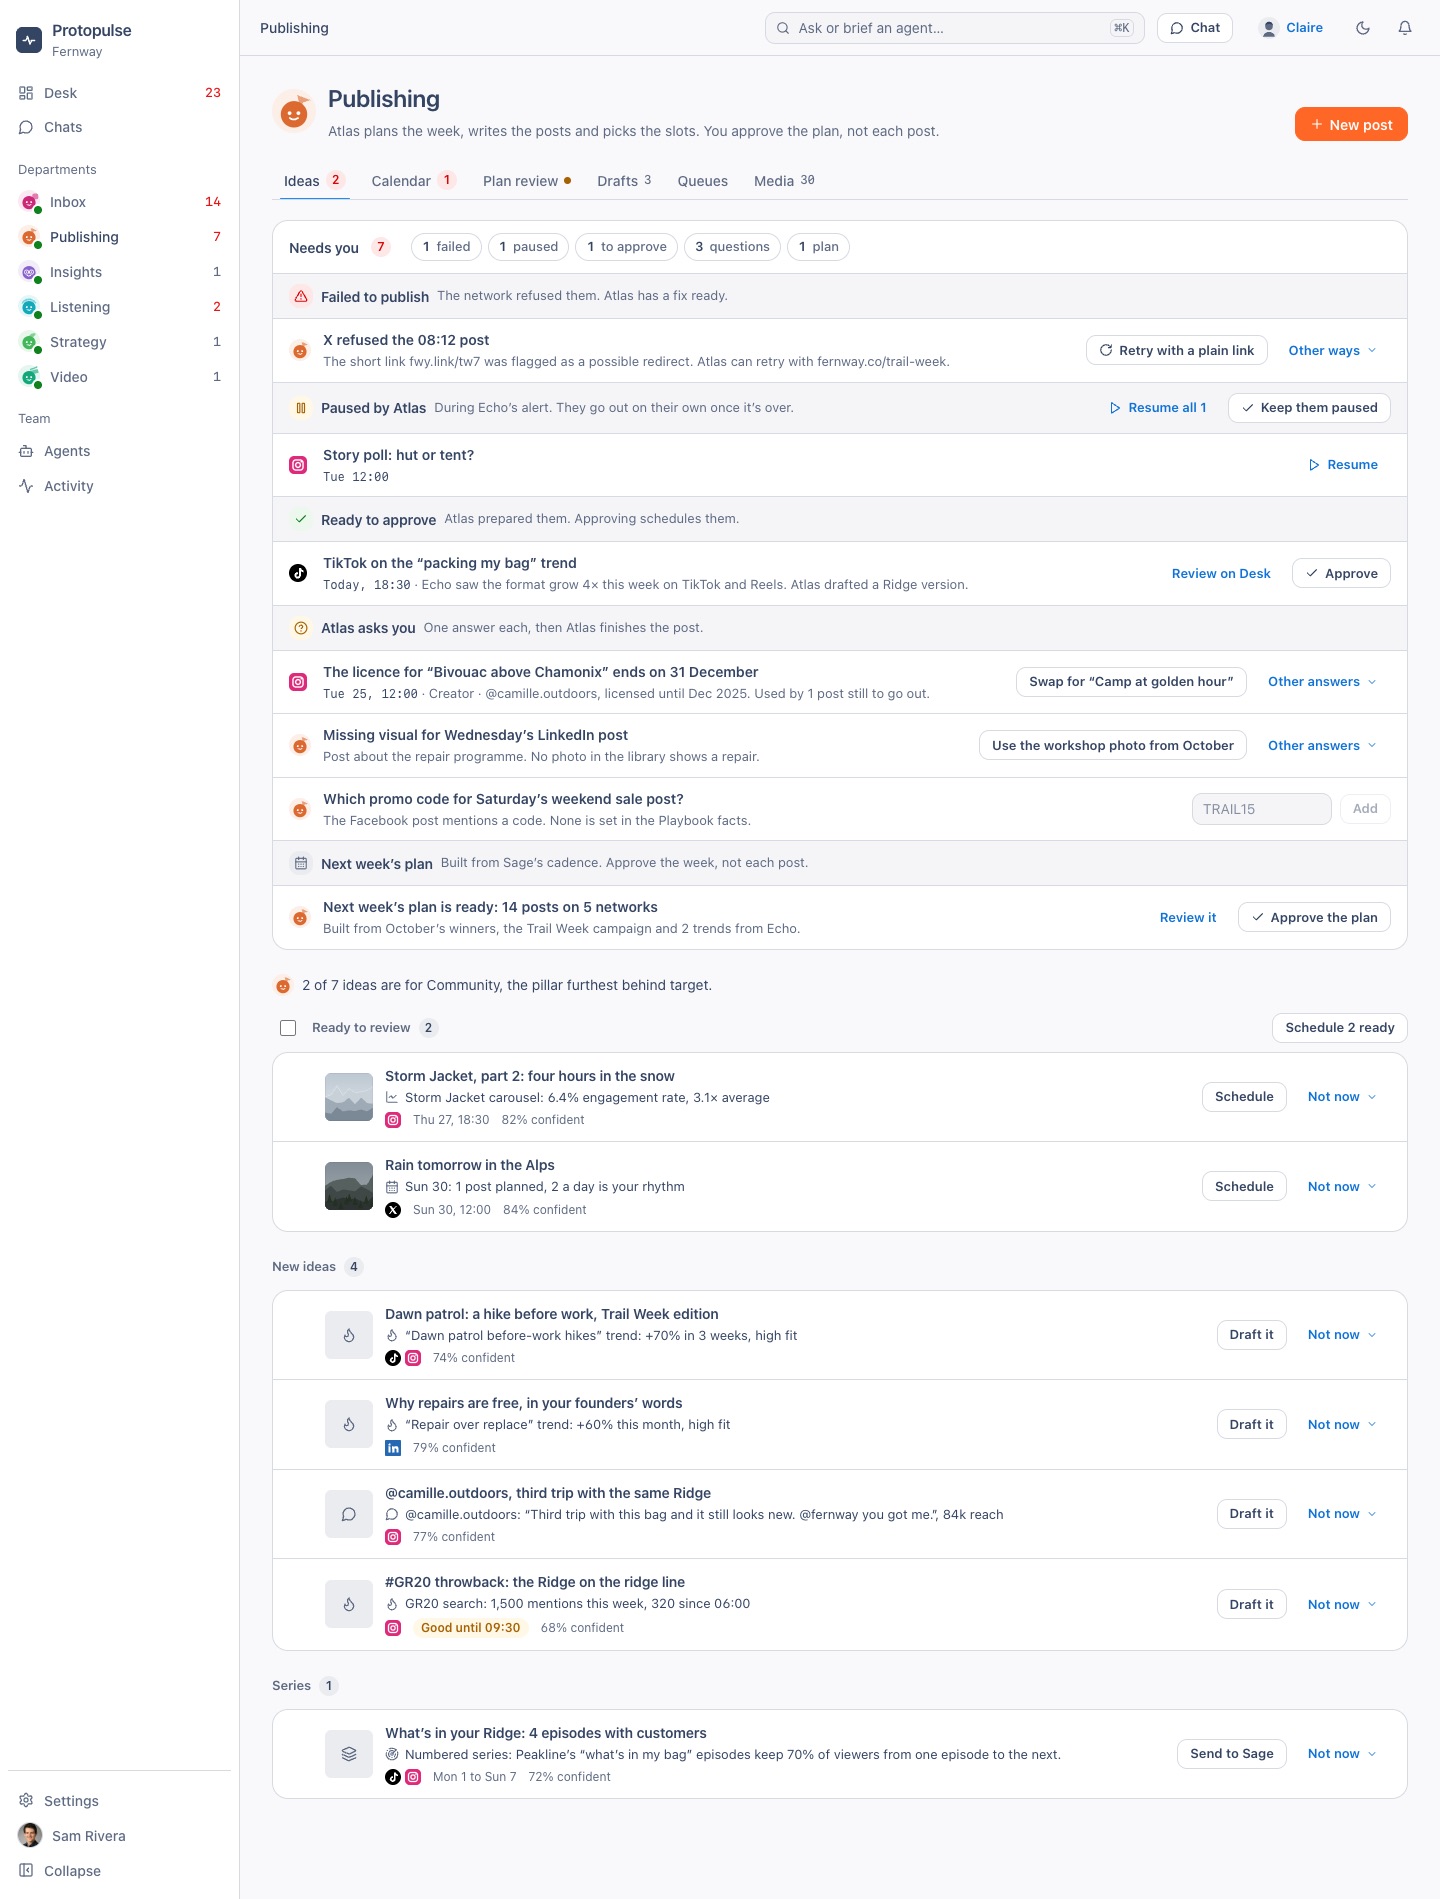 Protopulse
Fernway
Desk 23
Chats
Departments
Inbox 14
Publishing 7
Insights 1
Listening 2
Strategy 1
Video 1
Team
Agents
Activity
Settings
Sam Rivera
Collapse
Publishing
Ask or brief an agent… ⌘K
Chat
Claire
Publishing
Atlas plans the week, writes the posts and picks the slots. You approve the plan, not each post.
+ New post
Ideas 2
Calendar 1
Plan review
Drafts 3
Queues
Media 30
Needs you 7
1 failed
1 paused
1 to approve
3 questions
1 plan
Failed to publish The network refused them. Atlas has a fix ready.
X refused the 08:12 post
The short link fwy.link/tw7 was flagged as a possible redirect. Atlas can retry with fernway.co/trail-week.
Retry with a plain link
Other ways
Paused by Atlas During Echo’s alert. They go out on their own once it’s over.
Resume all 1
Keep them paused
Story poll: hut or tent?
Tue 12:00
Resume
Ready to approve Atlas prepared them. Approving schedules them.
TikTok on the “packing my bag” trend
Today, 18:30 · Echo saw the format grow 4× this week on TikTok and Reels. Atlas drafted a Ridge version.
Review on Desk
Approve
Atlas asks you One answer each, then Atlas finishes the post.
The licence for “Bivouac above Chamonix” ends on 31 December
Tue 25, 12:00 · Creator · @camille.outdoors, licensed until Dec 2025. Used by 1 post still to go out.
Swap for “Camp at golden hour”
Other answers
Missing visual for Wednesday’s LinkedIn post
Post about the repair programme. No photo in the library shows a repair.
Use the workshop photo from October
Other answers
Which promo code for Saturday’s weekend sale post?
The Facebook post mentions a code. None is set in the Playbook facts.
TRAIL15
Add
Next week’s plan Built from Sage’s cadence. Approve the week, not each post.
Next week’s plan is ready: 14 posts on 5 networks
Built from October’s winners, the Trail Week campaign and 2 trends from Echo.
Review it
Approve the plan
2 of 7 ideas are for Community, the pillar furthest behind target.
Ready to review 2
Schedule 2 ready
Storm Jacket, part 2: four hours in the snow
Storm Jacket carousel: 6.4% engagement rate, 3.1× average
Thu 27, 18:30 82% confident
Schedule
Not now
Rain tomorrow in the Alps
Sun 30: 1 post planned, 2 a day is your rhythm
Sun 30, 12:00 84% confident
Schedule
Not now
New ideas 4
Dawn patrol: a hike before work, Trail Week edition
“Dawn patrol before-work hikes” trend: +70% in 3 weeks, high fit
74% confident
Draft it
Not now
Why repairs are free, in your founders’ words
“Repair over replace” trend: +60% this month, high fit
79% confident
Draft it
Not now
@camille.outdoors, third trip with the same Ridge
@camille.outdoors: “Third trip with this bag and it still looks new. @fernway you got me.”, 84k reach
77% confident
Draft it
Not now
#GR20 throwback: the Ridge on the ridge line
GR20 search: 1,500 mentions this week, 320 since 06:00
Good until 09:30 68% confident
Draft it
Not now
Series 1
What’s in your Ridge: 4 episodes with customers
Numbered series: Peakline’s “what’s in my bag” episodes keep 70% of viewers from one episode to the next.
Mon 1 to Sun 7 72% confident
Send to Sage
Not now